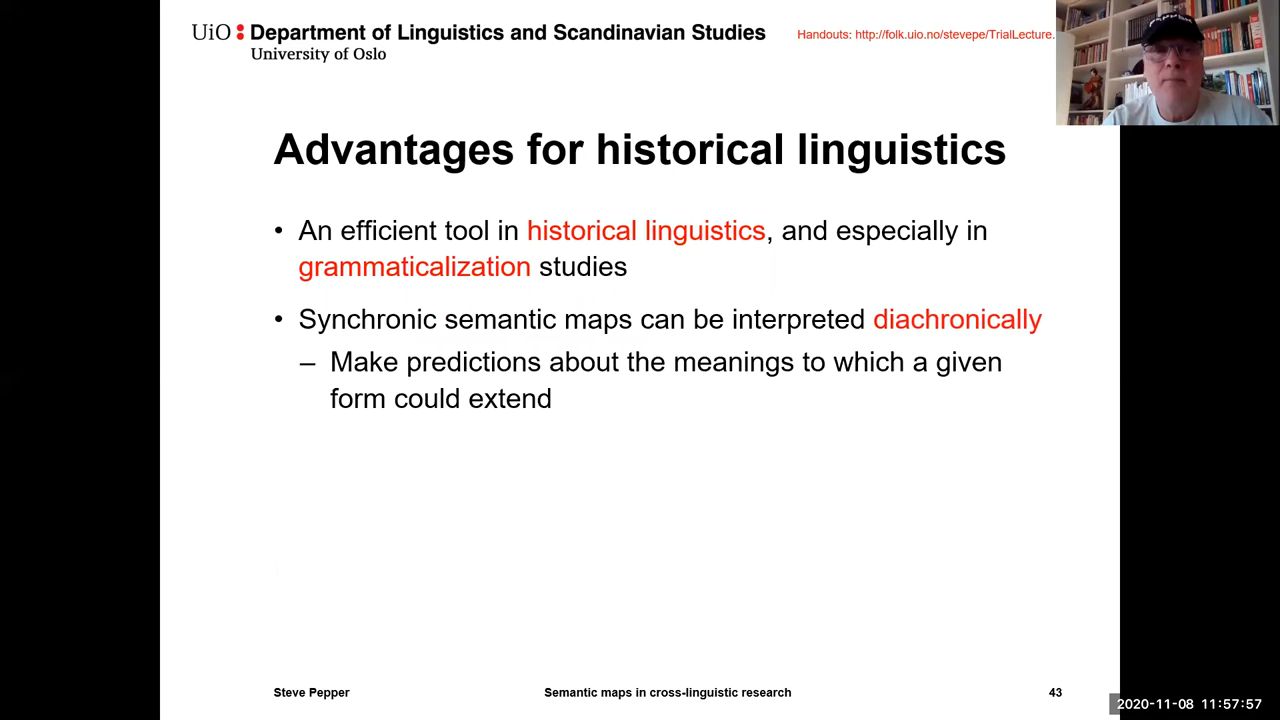 UiO : Department of Linguistics and Scandinavian Studies
University of Oslo
Handouts: http://folk.uio.no/stevepe/TrialLecture.
Advantages for historical linguistics
• An efficient tool in historical linguistics, and especially in
grammaticalization studies
• Synchronic semantic maps can be interpreted diachronically
– Make predictions about the meanings to which a given
form could extend
Steve Pepper
Semantic maps in cross-linguistic research
43
2020-11-08 11:57:57